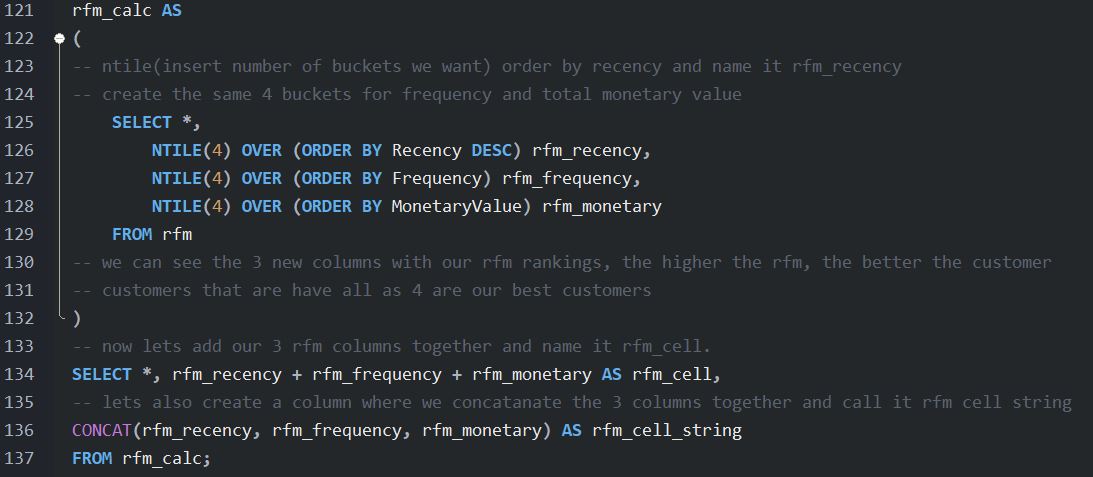 121 rfm_calc AS
122 (
123 -- ntile(insert number of buckets we want) order by recency and name it rfm_recency
124 -- create the same 4 buckets for frequency and total monetary value
125 SELECT *,
126 NTILE(4) OVER (ORDER BY Recency DESC) rfm_recency,
127 NTILE(4) OVER (ORDER BY Frequency) rfm_frequency,
128 NTILE(4) OVER (ORDER BY MonetaryValue) rfm_monetary
129 FROM rfm
130 -- we can see the 3 new columns with our rfm rankings, the higher the rfm, the better the customer
131 -- customers that are have all as 4 are our best customers
132 )
133 -- now lets add our 3 rfm columns together and name it rfm_cell.
134 SELECT *, rfm_recency + rfm_frequency + rfm_monetary AS rfm_cell,
135 -- lets also create a column where we concatanate the 3 columns together and call it rfm cell string
136 CONCAT(rfm_recency, rfm_frequency, rfm_monetary) AS rfm_cell_string
137 FROM rfm_calc;